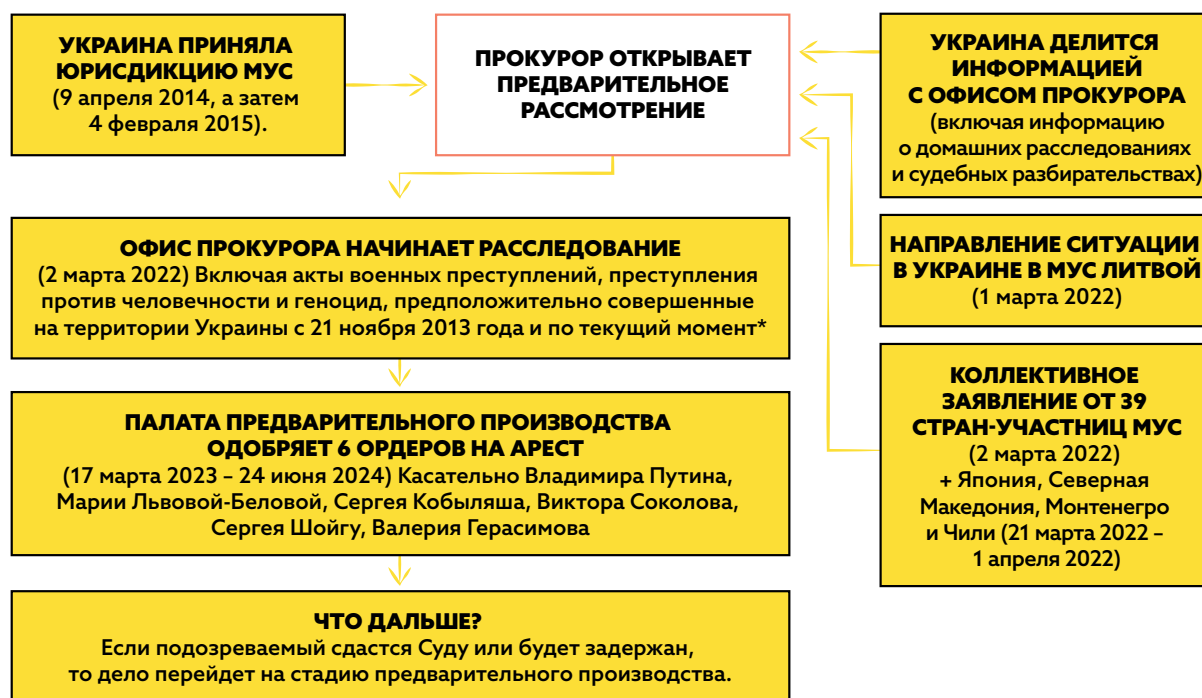 УКРАИНА ПРИНЯЛА
ЮРИСДИКЦИЮ МУС
(9 апреля 2014, а затем
4 февраля 2015).
ПРОКУРОР ОТКРЫВАЕТ
ПРЕДВАРИТЕЛЬНОЕ
РАССМОТРЕНИЕ
УКРАИНА ДЕЛИТСЯ
ИНФОРМАЦИЕЙ
С ОФИСОМ ПРОКУРОРА
(включая информацию
о домашних расследованиях
и судебных разбирательствах)
ОФИС ПРОКУРОРА НАЧИНАЕТ РАССЛЕДОВАНИЕ
(2 марта 2022) Включая акты военных преступлений, преступления
против человечности и геноцид, предположительно совершенные
на территории Украины с 21 ноября 2013 года и по текущий момент*
НАПРАВЛЕНИЕ СИТУАЦИИ
В УКРАИНЕ В МУС ЛИТВОЙ
(1 марта 2022)
ПАЛАТА ПРЕДВАРИТЕЛЬНОГО ПРОИЗВОДСТВА
ОДОБРЯЕТ 6 ОРДЕРОВ НА АРЕСТ
(17 марта 2023 – 24 июня 2024) Касательно Владимира Путина,
Марии Львовой-Беловой, Сергея Кобыляша, Виктора Соколова,
Сергея Шойгу, Валерия Герасимова
КОЛЛЕКТИВНОЕ
ЗАЯВЛЕНИЕ ОТ 39
СТРАН-УЧАСТНИЦ МУС
(2 марта 2022)
+ Япония, Северная
Македония, Монтенегро
и Чили (21 марта 2022 –
1 апреля 2022)
ЧТО ДАЛЬШЕ?
Если подозреваемый сдастся Суду или будет задержан,
то дело перейдет на стадию предварительного производства.